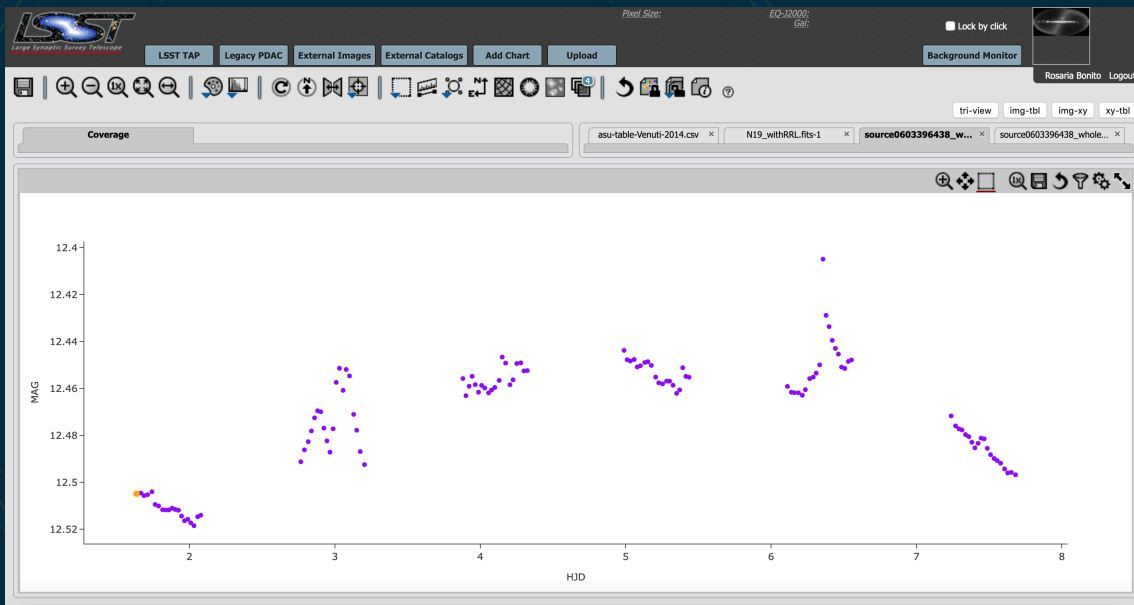 LSST
Large Synoptic Survey Telescope
Pixel Size:
EQ-J2000:
Gal:
Lock by click
LSST TAP
Legacy PDAC
External Images
External Catalogs
Add Chart
Upload
Background Monitor
Rosaria Bonito Logout
1x
N
4
?
tri-view
img-tbl
img-xy
xy-tbl
Coverage
asu-table-Venuti-2014.csv ×
N19_withRRL.fits-1 ×
source0603396438_w... ×
source0603396438_whole... ×
1x
12.4
12.42
12.44
12.46
12.48
12.5
12.52
MAG
2
3
4
5
6
7
8
HJD